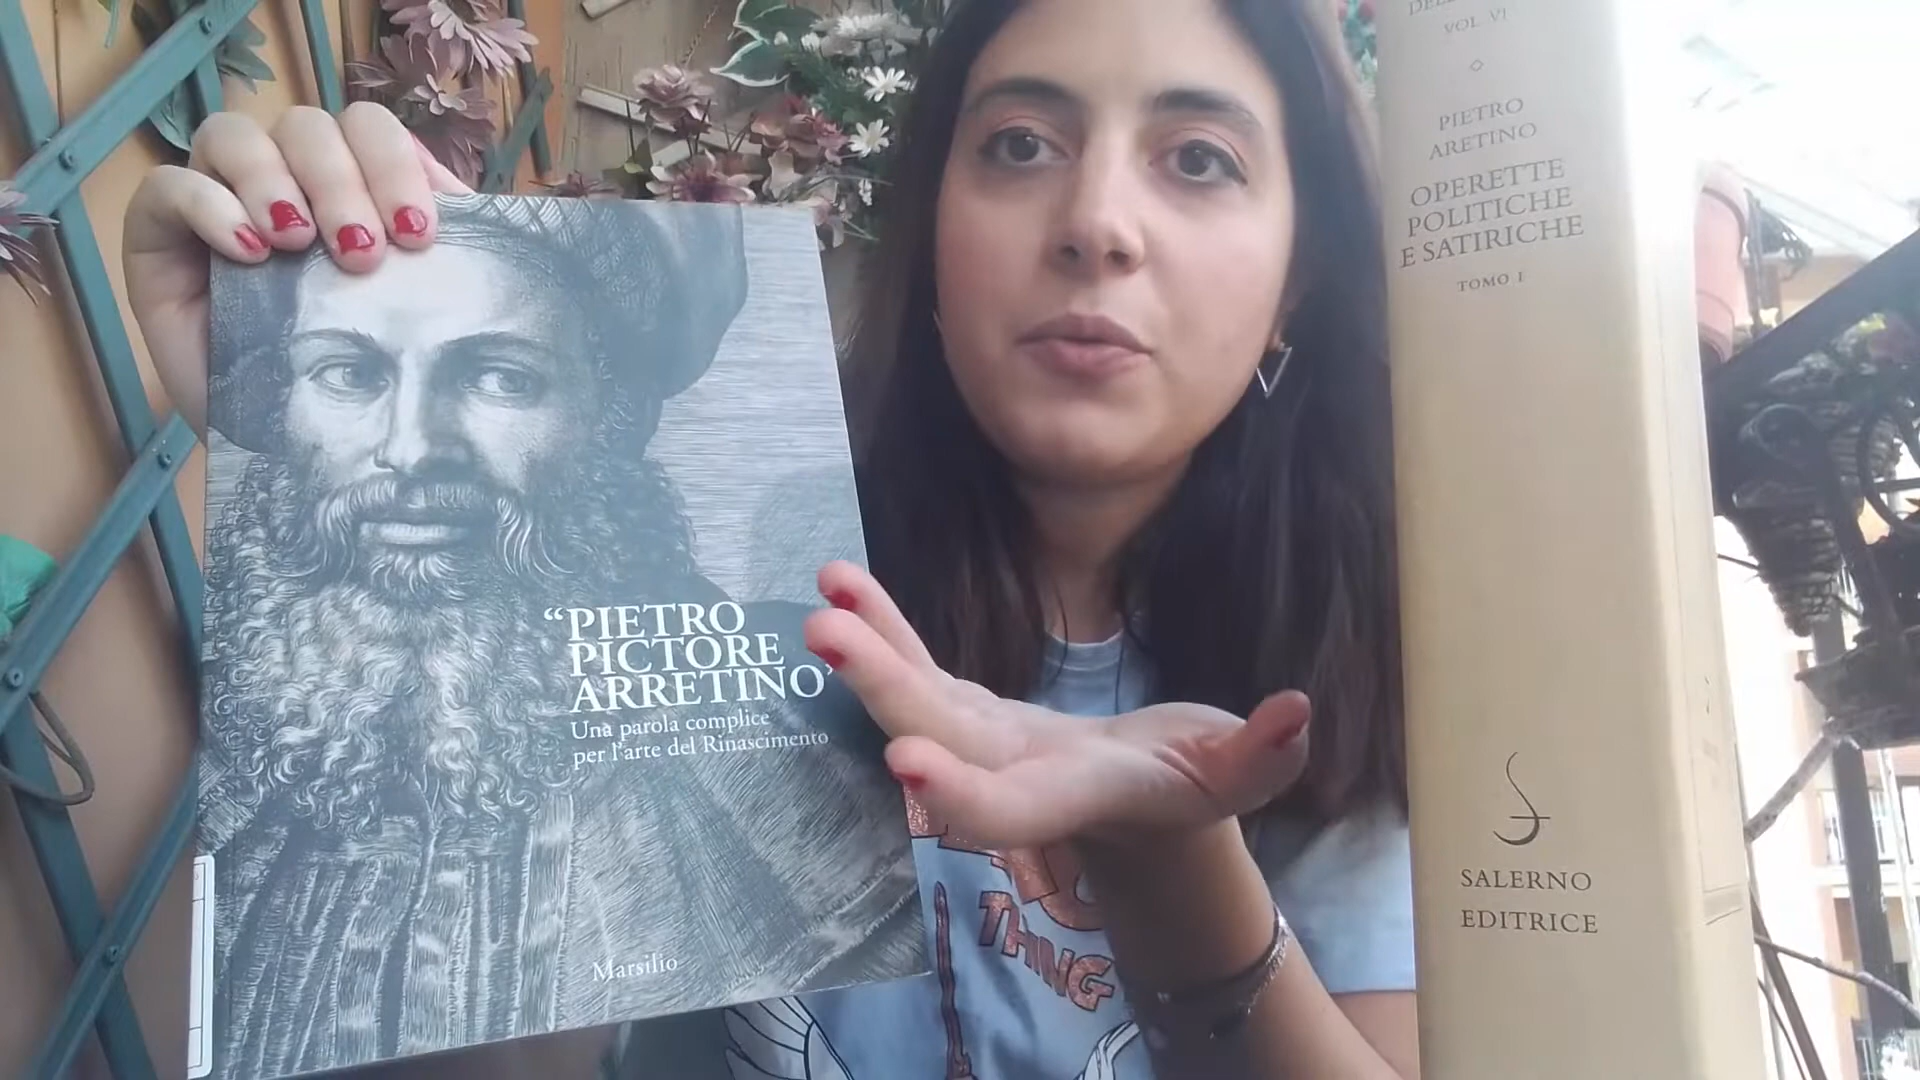 “PIETRO
PICTORE
ARRETINO”
Una parola complice
per l’arte del Rinascimento
Marsilio
VOL VI
PIETRO
ARETINO
OPERETTE
POLITICHE
E SATIRICHE
TOMO I
SALERNO
EDITRICE
THING